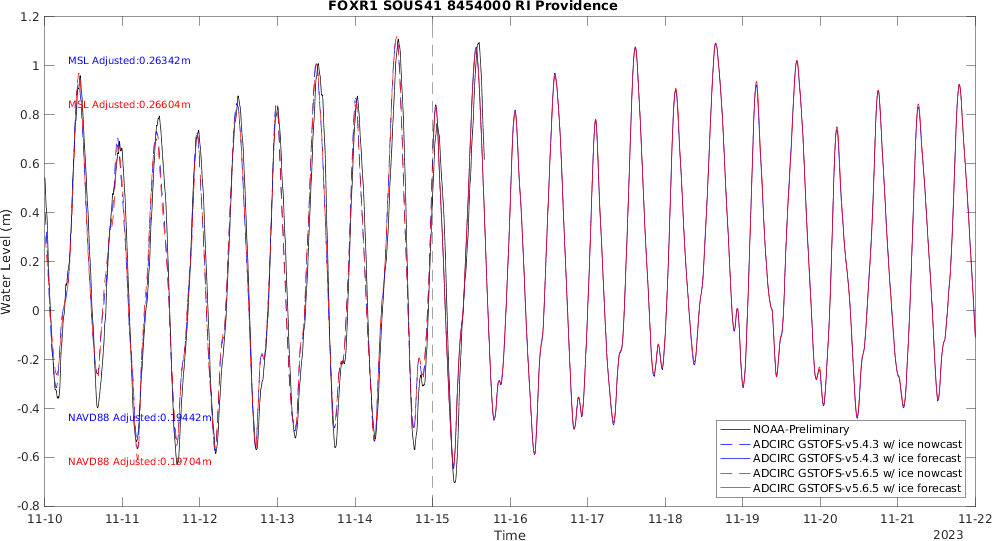 FOXR1 SOUS41 8454000 RI Providence
1.2
1
0.8
0.6
0.4
0.2
0
-0.2
-0.4
-0.6
-0.8
Water Level (m)
MSL Adjusted:0.26342m
MSL Adjusted:0.26604m
NAVD88 Adjusted:0.19442m
NAVD88 Adjusted:0.19704m
NOAA-Preliminary
ADCIRC GSTOFS-v5.4.3 w/ ice nowcast
ADCIRC GSTOFS-v5.4.3 w/ ice forecast
ADCIRC GSTOFS-v5.6.5 w/ ice nowcast
ADCIRC GSTOFS-v5.6.5 w/ ice forecast
11-10 11-11 11-12 11-13 11-14 11-15 11-16 11-17 11-18 11-19 11-20 11-21 11-22
Time
2023